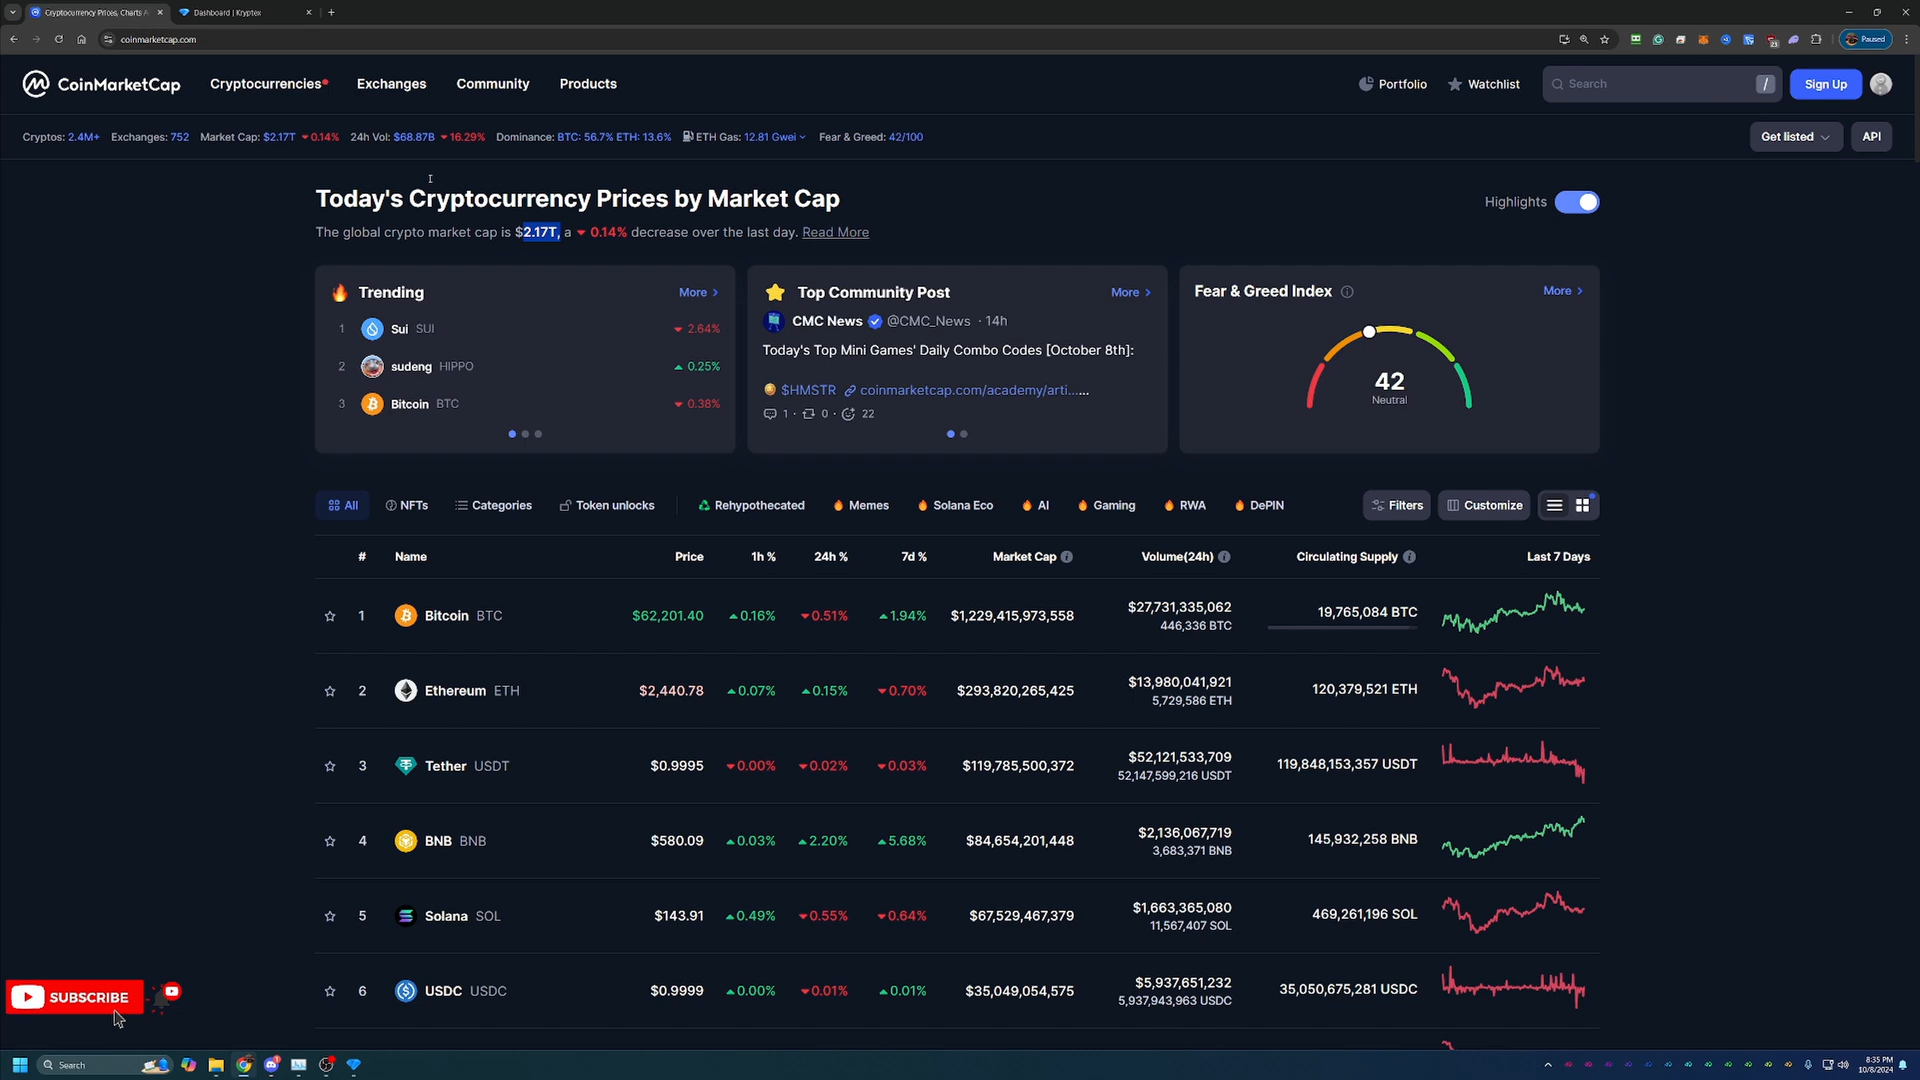 Cryptocurrency Prices, Charts A
Dashboard | Kryptex
coinmarketcap.com
23
Paused
CoinMarketCap
Cryptocurrencies
Exchanges
Community
Products
Portfolio
Watchlist
Search
/
Sign Up
Cryptos: 2.4M+ Exchanges: 752 Market Cap: $2.17T 0.14% 24h Vol: $68.87B 16.29% Dominance: BTC: 56.7% ETH: 13.6% ETH Gas: 12.81 Gwei Fear & Greed: 42/100
Get listed
API
Today's Cryptocurrency Prices by Market Cap
The global crypto market cap is $2.17T, a 0.14% decrease over the last day. Read More
Highlights
Trending
More >
1 Sui SUI 2.64%
2 sudeng HIPPO 0.25%
3 Bitcoin BTC 0.38%
Top Community Post
More >
CMC News @CMC_News · 14h
Today's Top Mini Games' Daily Combo Codes [October 8th]:
$HMSTR coinmarketcap.com/academy/arti......
1 · 0 · 22
Fear & Greed Index
More >
42
Neutral
All
NFTs
Categories
Token unlocks
Rehypothecated
Memes
Solana Eco
AI
Gaming
RWA
DePIN
Filters
Customize
# Name Price 1h % 24h % 7d % Market Cap Volume(24h) Circulating Supply Last 7 Days
1 Bitcoin BTC $62,201.40 0.16% 0.51% 1.94% $1,229,415,973,558 $27,731,335,062 19,765,084 BTC
446,336 BTC
2 Ethereum ETH $2,440.78 0.07% 0.15% 0.70% $293,820,265,425 $13,980,041,921 120,379,521 ETH
5,729,586 ETH
3 Tether USDT $0.9995 0.00% 0.02% 0.03% $119,785,500,372 $52,121,533,709 119,848,153,357 USDT
52,147,599,216 USDT
4 BNB BNB $580.09 0.03% 2.20% 5.68% $84,654,201,448 $2,136,067,719 145,932,258 BNB
3,683,371 BNB
5 Solana SOL $143.91 0.49% 0.55% 0.64% $67,529,467,379 $1,663,365,080 469,261,196 SOL
11,567,407 SOL
6 USDC USDC $0.9999 0.00% 0.01% 0.01% $35,049,054,575 $5,937,651,232 35,050,675,281 USDC
5,937,943,963 USDC
SUBSCRIBE
Search
8:35 PM
10/8/2024